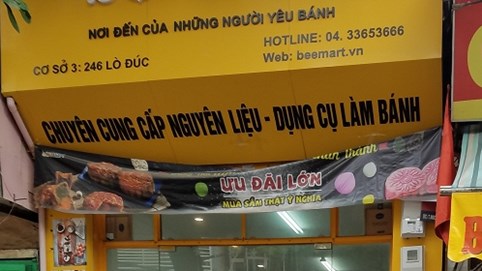 NƠI ĐẾN CỦA NHỮNG NGƯỜI YÊU BÁNH
HOTLINE: 04. 33653666
Web: beemart.vn
CƠ SỞ 3: 246 LÒ ĐÚC
CHUYÊN CUNG CẤP NGUYÊN LIỆU - DỤNG CỤ LÀM BÁNH
ƯU ĐÃI LỚN
MUA SẮM THẬT Ý NGHĨA